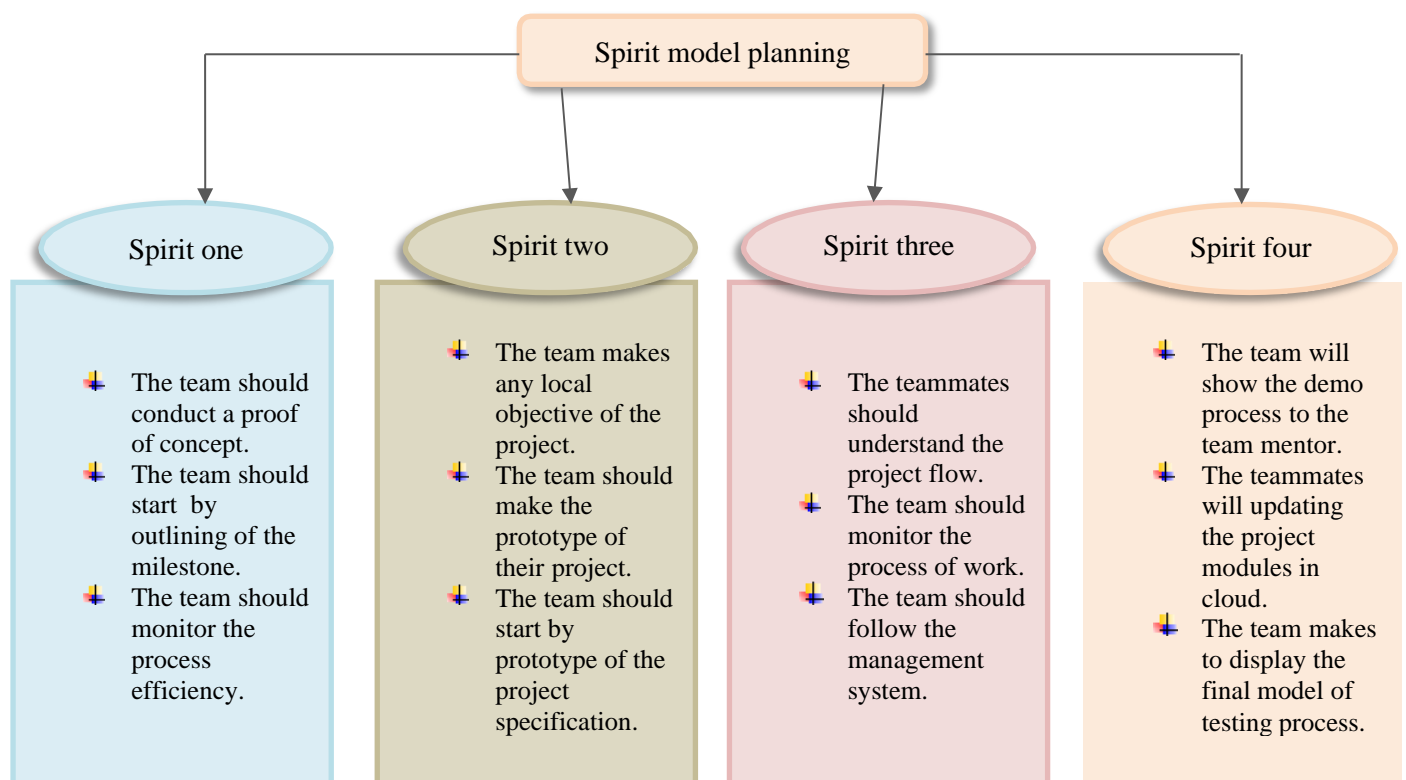 Spirit model planning
Spirit one
The team should
conduct a proof
of concept.
The team should
start by
outlining of the
milestone.
The team should
monitor the
process
efficiency.
Spirit two
The team makes
any local
objective of the
project.
The team should
make the
prototype of
their project.
The team should
start by
prototype of the
project
specification.
Spirit three
The teammates
should
understand the
project flow.
The team should
monitor the
process of work.
The team should
follow the
management
system.
Spirit four
The team will
show the demo
process to the
team mentor.
The teammates
will updating
the project
modules in
cloud.
The team makes
to display the
final model of
testing process.